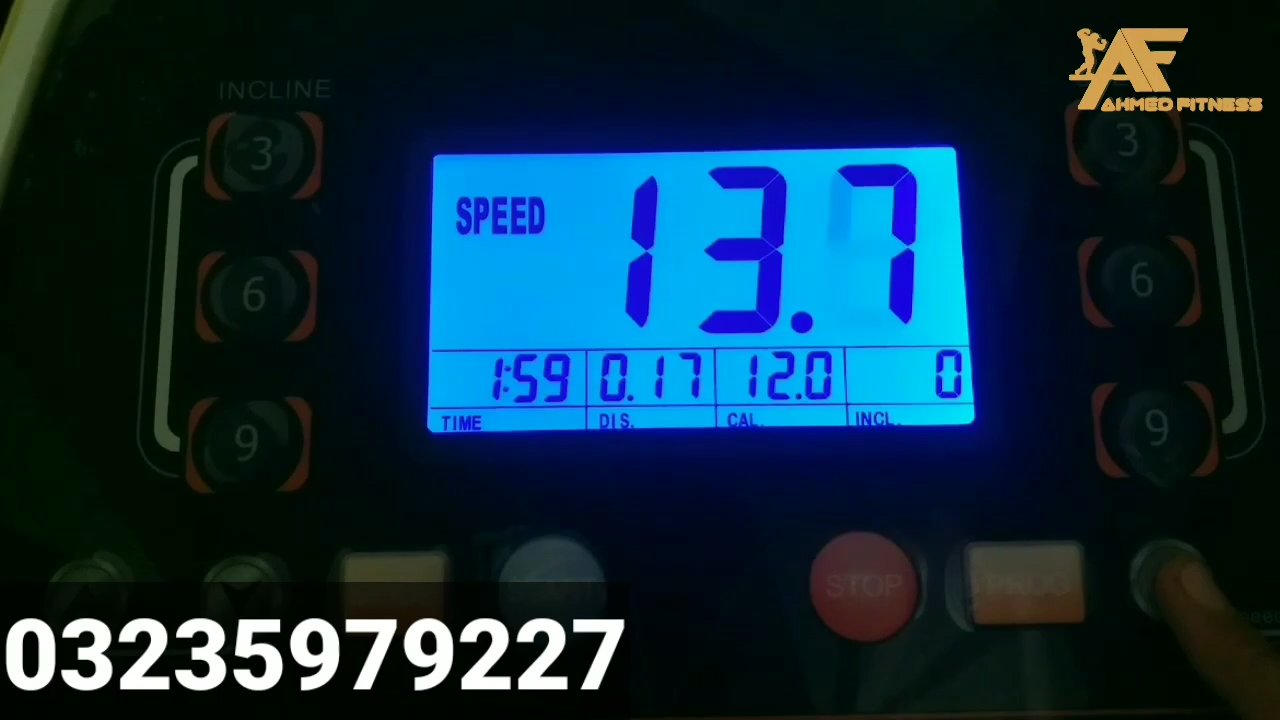 AF
AHMED FITNESS
INCLINE
3
3
6
6
9
9
SPEED 13.7
1:59 0.17 12.0 0
TIME DIS. CAL. INCL.
STOP
PROG
03235979227